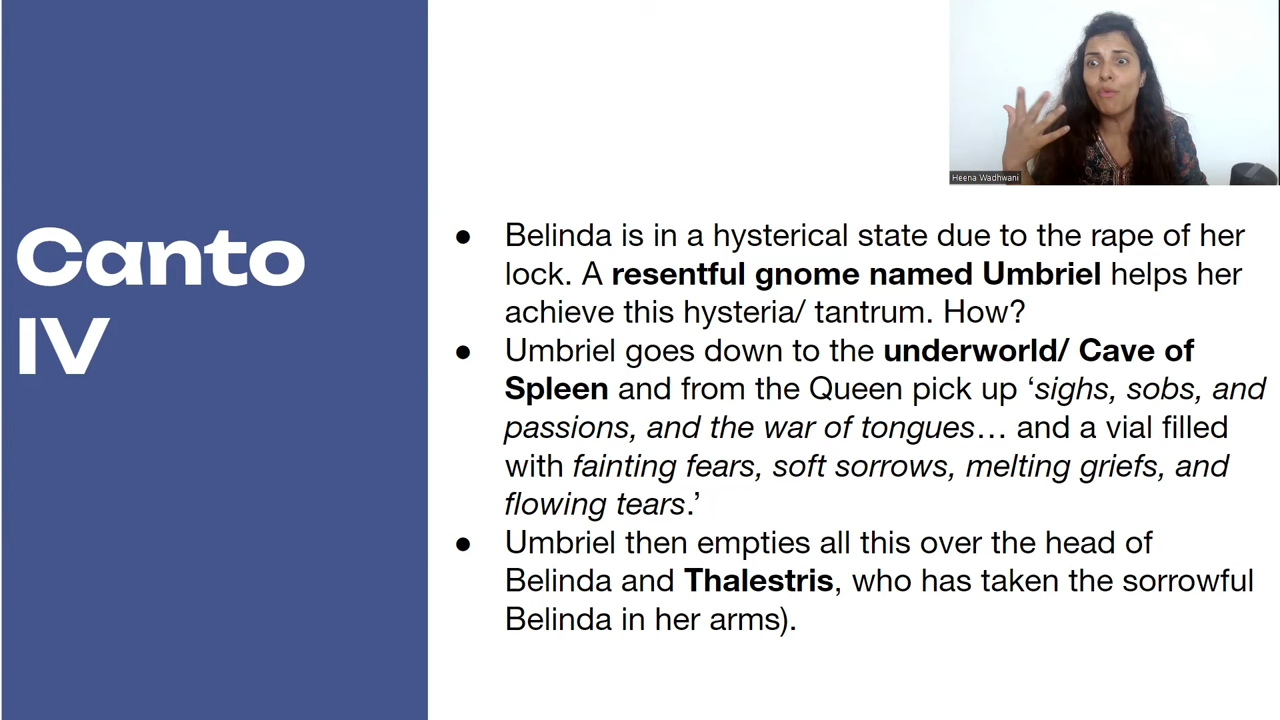 Heena Wadhwani
Canto
IV
● Belinda is in a hysterical state due to the rape of her
lock. A resentful gnome named Umbriel helps her
achieve this hysteria/ tantrum. How?
● Umbriel goes down to the underworld/ Cave of
Spleen and from the Queen pick up ‘sighs, sobs, and
passions, and the war of tongues… and a vial filled
with fainting fears, soft sorrows, melting griefs, and
flowing tears.’
● Umbriel then empties all this over the head of
Belinda and Thalestris, who has taken the sorrowful
Belinda in her arms).